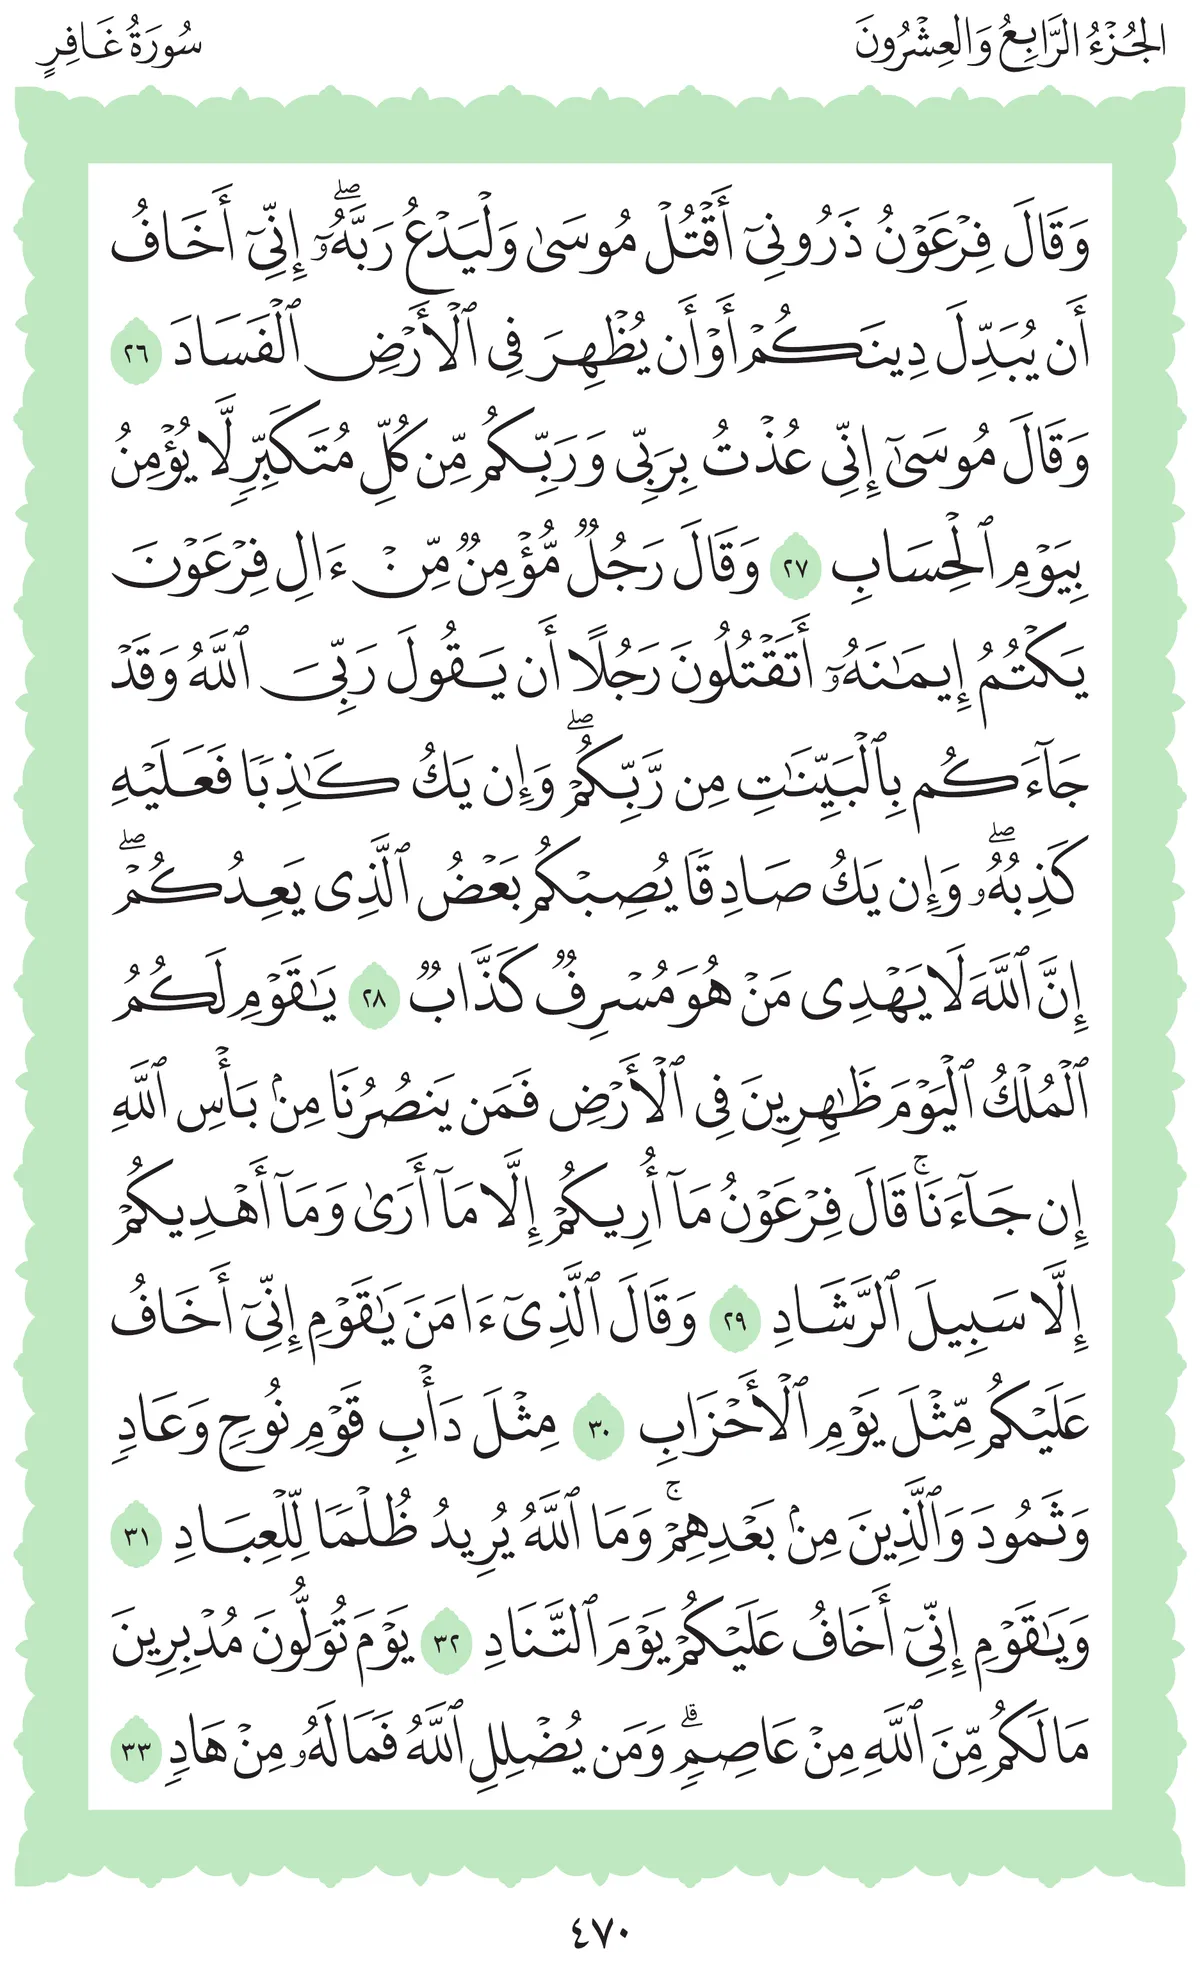 الجُزْءُ الرَّابِعُ وَالْعِشْرُونَ
سُورَةُ غَافِرٍ
وَقَالَ فِرْعَوْنُ ذَرُونِىٓ أَقْتُلْ مُوسَىٰ وَلْيَدْعُ رَبَّهُۥٓۖ إِنِّىٓ أَخَافُ
أَن يُبَدِّلَ دِينَكُمْ أَوْ أَن يُظْهِرَ فِى ٱلْأَرْضِ ٱلْفَسَادَ ٢٦
وَقَالَ مُوسَىٰٓ إِنِّى عُذْتُ بِرَبِّى وَرَبِّكُم مِّن كُلِّ مُتَكَبِّرٍ لَّا يُؤْمِنُ
بِيَوْمِ ٱلْحِسَابِ ٢٧ وَقَالَ رَجُلٌ مُّؤْمِنٌ مِّنْ ءَالِ فِرْعَوْنَ
يَكْتُمُ إِيمَـٰنَهُۥٓ أَتَقْتُلُونَ رَجُلًا أَن يَقُولَ رَبِّىَ ٱللَّهُ وَقَدْ
جَآءَكُم بِٱلْبَيِّنَـٰتِ مِن رَّبِّكُمْۖ وَإِن يَكُ كَـٰذِبًا فَعَلَيْهِ
كَذِبُهُۥۖ وَإِن يَكُ صَادِقًا يُصِبْكُم بَعْضُ ٱلَّذِى يَعِدُكُمْۖ
إِنَّ ٱللَّهَ لَا يَهْدِى مَنْ هُوَ مُسْرِفٌ كَذَّابٌ ٢٨ يَـٰقَوْمِ لَكُمُ
ٱلْمُلْكُ ٱلْيَوْمَ ظَـٰهِرِينَ فِى ٱلْأَرْضِ فَمَن يَنصُرُنَا مِنۢ بَأْسِ ٱللَّهِ
إِن جَآءَنَاۚ قَالَ فِرْعَوْنُ مَآ أُرِيكُمْ إِلَّا مَآ أَرَىٰ وَمَآ أَهْدِيكُمْ
إِلَّا سَبِيلَ ٱلرَّشَادِ ٢٩ وَقَالَ ٱلَّذِىٓ ءَامَنَ يَـٰقَوْمِ إِنِّىٓ أَخَافُ
عَلَيْكُم مِّثْلَ يَوْمِ ٱلْأَحْزَابِ ٣٠ مِثْلَ دَأْبِ قَوْمِ نُوحٍ وَعَادٍ
وَثَمُودَ وَٱلَّذِينَ مِنۢ بَعْدِهِمْۚ وَمَا ٱللَّهُ يُرِيدُ ظُلْمًا لِّلْعِبَادِ ٣١
وَيَـٰقَوْمِ إِنِّىٓ أَخَافُ عَلَيْكُمْ يَوْمَ ٱلتَّنَادِ ٣٢ يَوْمَ تُوَلُّونَ مُدْبِرِينَ
مَا لَكُم مِّنَ ٱللَّهِ مِنْ عَاصِمٍۗ وَمَن يُضْلِلِ ٱللَّهُ فَمَا لَهُۥ مِنْ هَادٍ ٣٣
٤٧٠